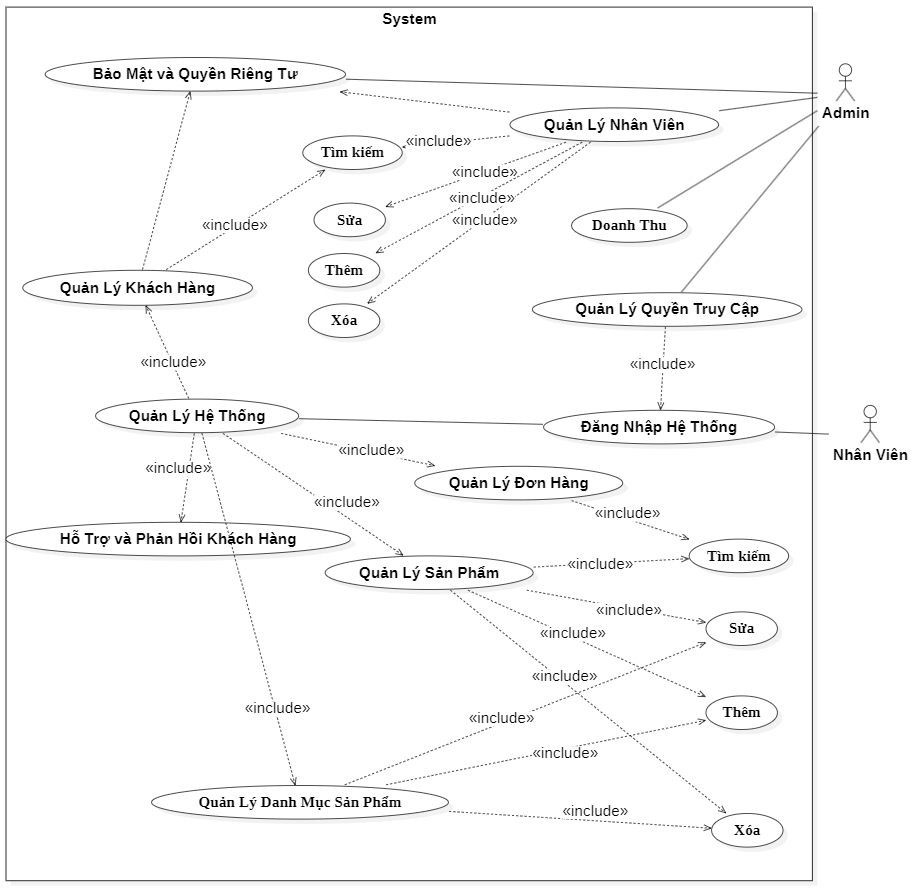 System
Bảo Mật và Quyền Riêng Tư
Admin
Quản Lý Nhân Viên
«include»
Tìm kiếm
«include»
«include»
Sửa
«include»
«include»
Doanh Thu
Thêm
Quản Lý Khách Hàng
Quản Lý Quyền Truy Cập
Xóa
«include»
«include»
Quản Lý Hệ Thống
Đăng Nhập Hệ Thống
Nhân Viên
«include»
«include»
Quản Lý Đơn Hàng
«include»
«include»
Hỗ Trợ và Phản Hồi Khách Hàng
Tìm kiếm
«include»
Quản Lý Sản Phẩm
«include»
Sửa
«include»
«include»
«include»
Thêm
«include»
«include»
Quản Lý Danh Mục Sản Phẩm
«include»
Xóa